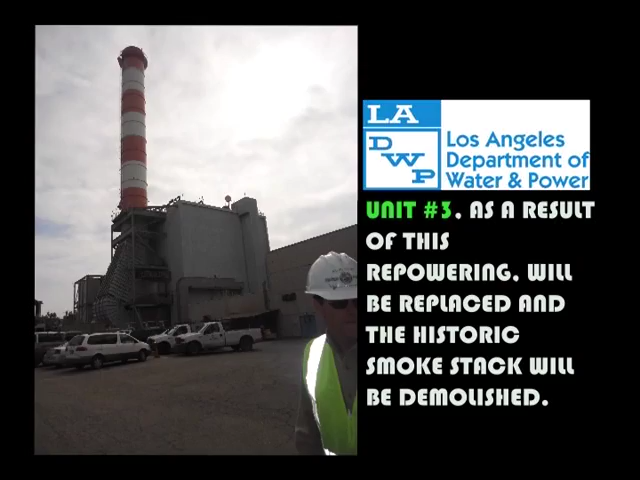 LA
DWP
Los Angeles
Department of
Water & Power
UNIT #3, AS A RESULT
OF THIS
REPOWERING, WILL
BE REPLACED AND
THE HISTORIC
SMOKE STACK WILL
BE DEMOLISHED.